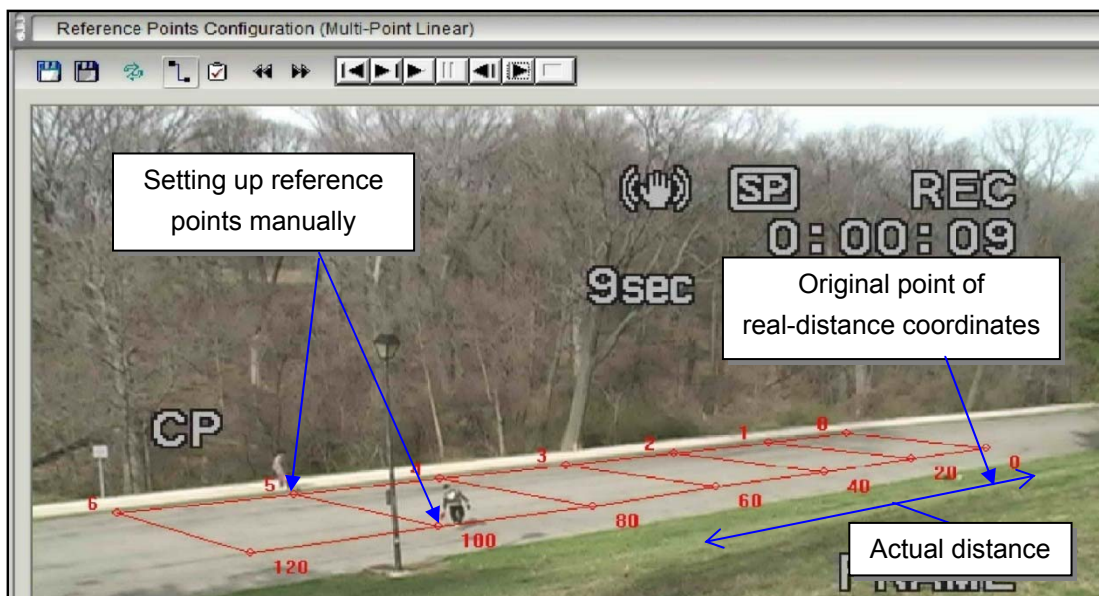 Reference Points Configuration (Multi-Point Linear)
Setting up reference
points manually
SP REC
0:00:09
9sec
Original point of
real-distance coordinates
CP
6 5 4 3 2 1 0
0
20
40
60
80
100
120
Actual distance